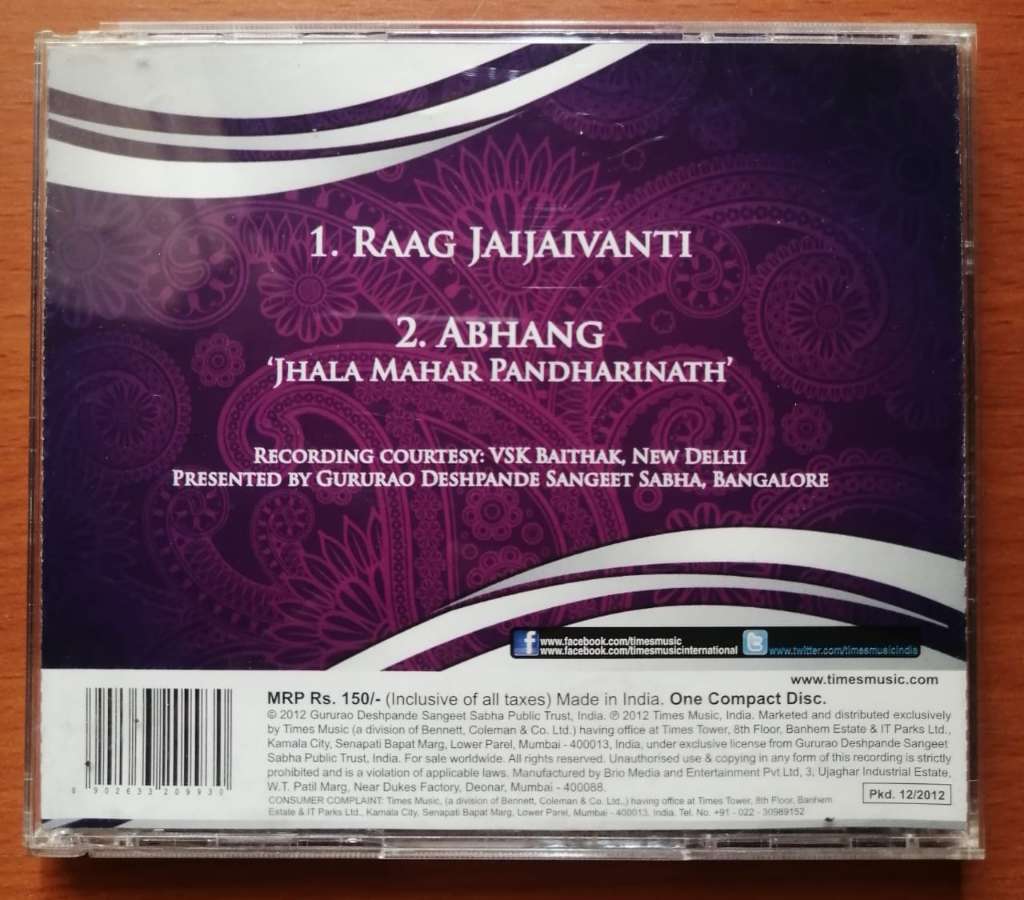 1. Raag Jaijaivanti
2. Abhang
‘Jhala Mahar Pandharinath’
Recording courtesy: VSK Baithak, New Delhi
Presented by Gururao Deshpande Sangeet Sabha, Bangalore
f www.facebook.com/timesmusic
www.facebook.com/timesmusicinternational
t www.twitter.com/timesmusicindia
www.timesmusic.com
MRP Rs. 150/- (Inclusive of all taxes) Made in India. One Compact Disc.
© 2012 Gururao Deshpande Sangeet Sabha Public Trust, India. ℗ 2012 Times Music, India. Marketed and distributed exclusively
by Times Music (a division of Bennett, Coleman & Co. Ltd.) having office at Times Tower, 8th Floor, Banhem Estate & IT Parks Ltd.,
Kamala City, Senapati Bapat Marg, Lower Parel, Mumbai - 400013, India, under exclusive license from Gururao Deshpande Sangeet
Sabha Public Trust, India. For sale worldwide. All rights reserved. Unauthorised use & copying in any form of this recording is strictly
prohibited and is a violation of applicable laws. Manufactured by Brio Media and Entertainment Pvt Ltd, 3, Ujaghar Industrial Estate,
W.T. Patil Marg, Near Dukes Factory, Deonar, Mumbai - 400088.
Pkd. 12/2012
CONSUMER COMPLAINT: Times Music, (a division of Bennett, Coleman & Co. Ltd.,) having office at Times Tower, 8th Floor, Banhem
Estate & IT Parks Ltd., Kamala City, Senapati Bapat Marg, Lower Parel, Mumbai - 400013, India. Tel. No. +91 - 022 - 30989152
8 902633 209930